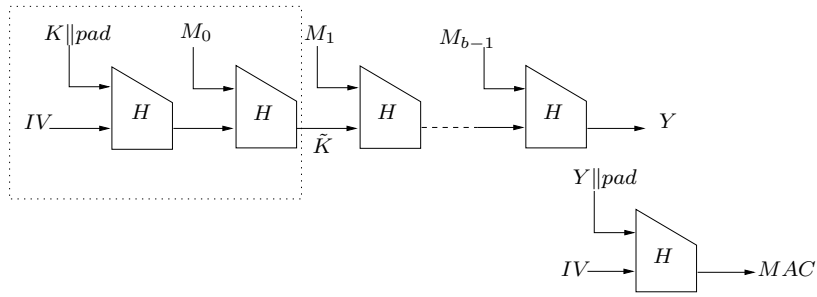 K||pad M_0 M_1 M_{b-1}
H H H H
IV K̃ Y
Y||pad
H
IV MAC